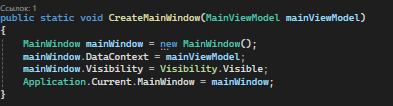 Ссылок: 1
public static void CreateMainWindow(MainViewModel mainViewModel)
{
MainWindow mainWindow = new MainWindow();
mainWindow.DataContext = mainViewModel;
mainWindow.Visibility = Visibility.Visible;
Application.Current.MainWindow = mainWindow;
}